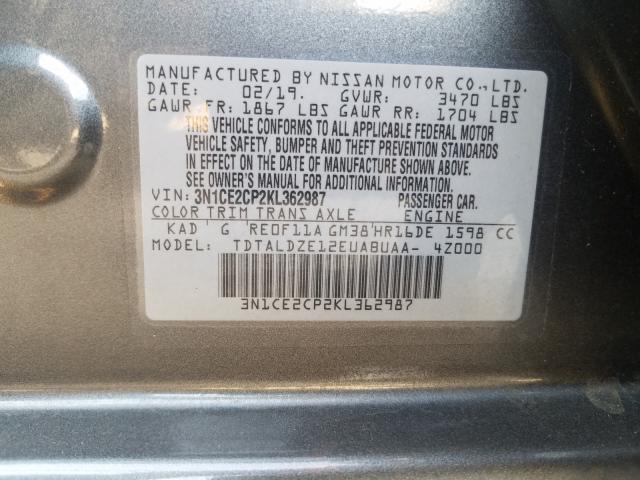 MANUFACTURED BY NISSAN MOTOR CO.,LTD.
DATE: 02/19. GVWR: 3470 LBS
GAWR FR: 1867 LBS GAWR RR: 1704 LBS
THIS VEHICLE CONFORMS TO ALL APPLICABLE FEDERAL MOTOR
VEHICLE SAFETY, BUMPER AND THEFT PREVENTION STANDARDS
IN EFFECT ON THE DATE OF MANUFACTURE SHOWN ABOVE.
SEE OWNER'S MANUAL FOR ADDITIONAL INFORMATION.
VIN: 3N1CE2CP2KL362987 PASSENGER CAR.
COLOR TRIM TRANS AXLE ENGINE
KAD G RE0F11A GM38 HR16DE 1598 CC
MODEL: TDTALDZE12EUABUAA- 4Z000
3N1CE2CP2KL362987